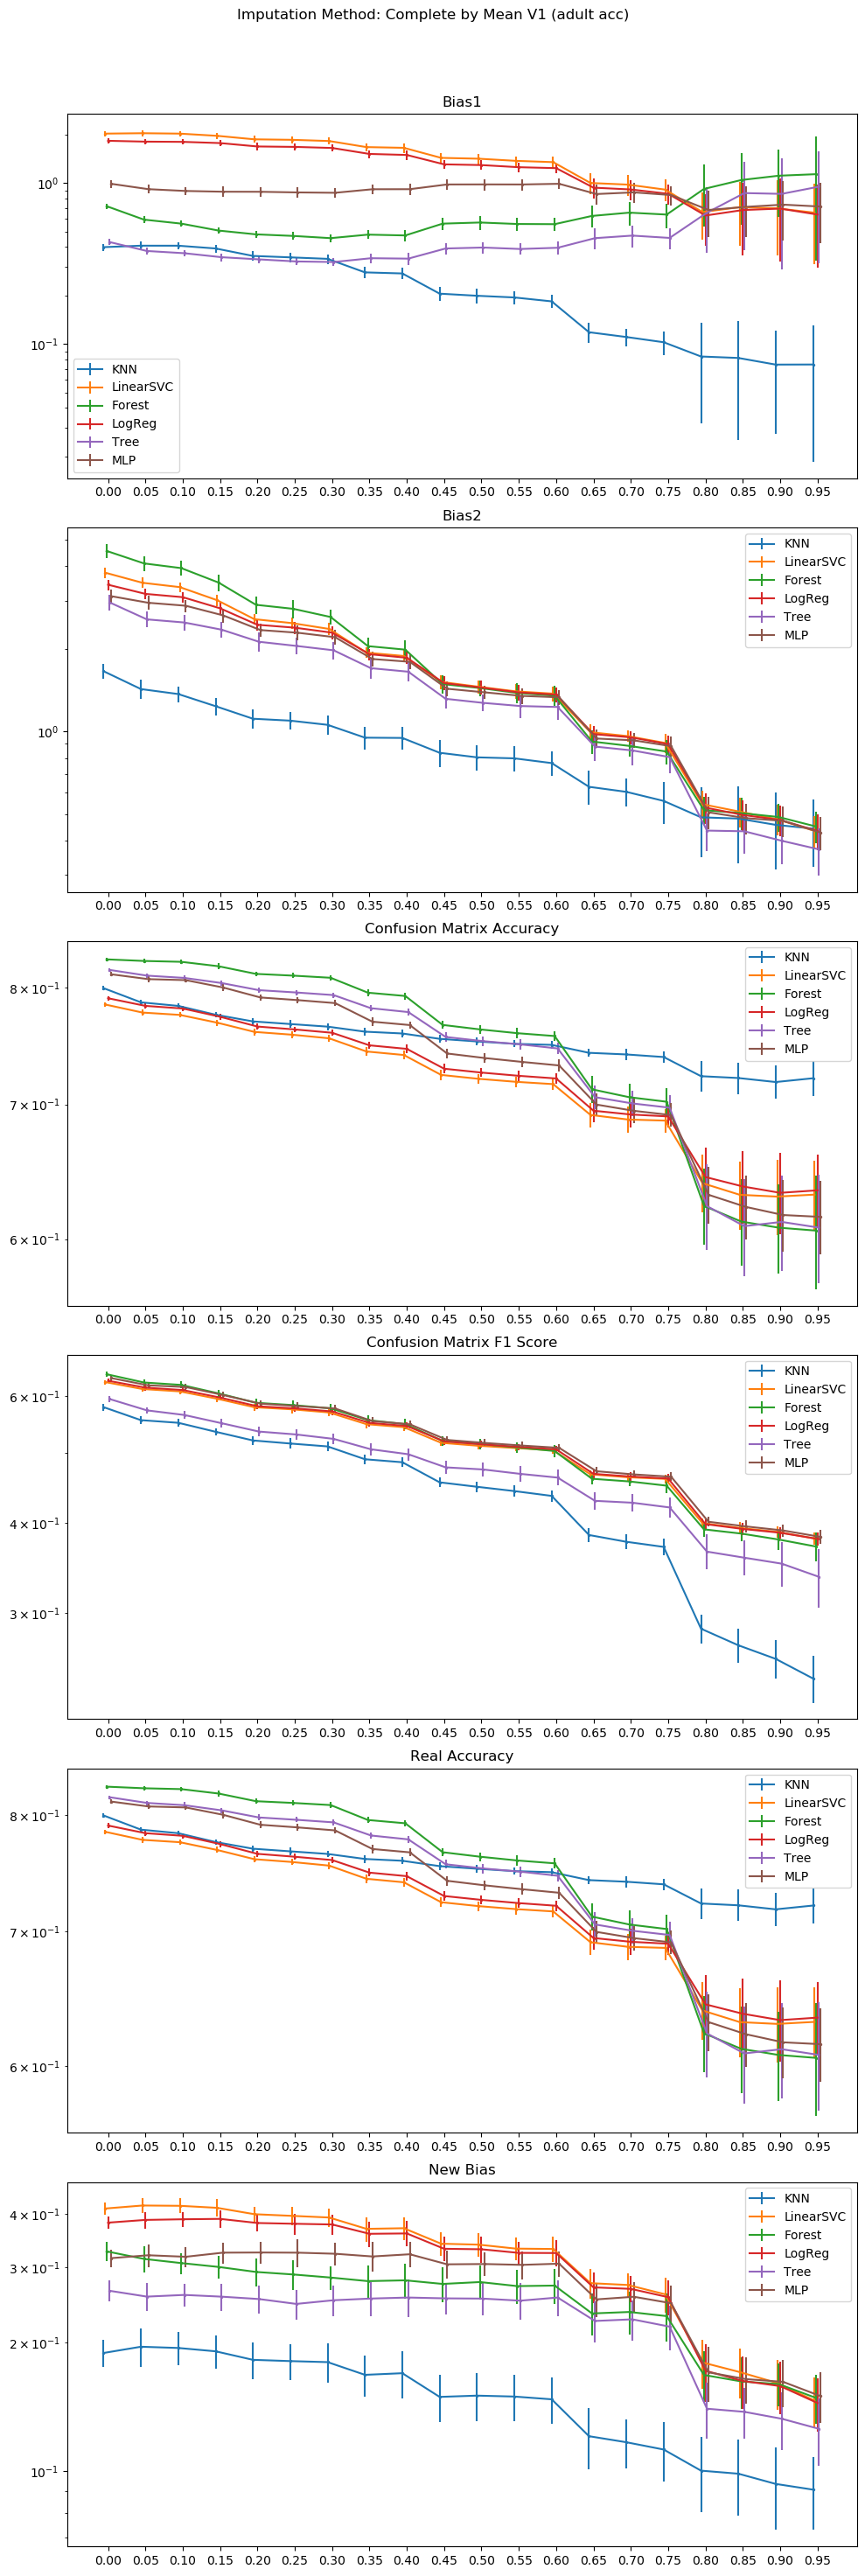 Imputation Method: Complete by Mean V1 (adult acc)
Bias1
10⁰
10⁻¹
KNN
LinearSVC
Forest
LogReg
Tree
MLP
0.00 0.05 0.10 0.15 0.20 0.25 0.30 0.35 0.40 0.45 0.50 0.55 0.60 0.65 0.70 0.75 0.80 0.85 0.90 0.95
Bias2
KNN
LinearSVC
Forest
LogReg
Tree
MLP
10⁰
0.00 0.05 0.10 0.15 0.20 0.25 0.30 0.35 0.40 0.45 0.50 0.55 0.60 0.65 0.70 0.75 0.80 0.85 0.90 0.95
Confusion Matrix Accuracy
KNN
LinearSVC
Forest
LogReg
Tree
MLP
8 × 10⁻¹
7 × 10⁻¹
6 × 10⁻¹
0.00 0.05 0.10 0.15 0.20 0.25 0.30 0.35 0.40 0.45 0.50 0.55 0.60 0.65 0.70 0.75 0.80 0.85 0.90 0.95
Confusion Matrix F1 Score
KNN
LinearSVC
Forest
LogReg
Tree
MLP
6 × 10⁻¹
4 × 10⁻¹
3 × 10⁻¹
0.00 0.05 0.10 0.15 0.20 0.25 0.30 0.35 0.40 0.45 0.50 0.55 0.60 0.65 0.70 0.75 0.80 0.85 0.90 0.95
Real Accuracy
KNN
LinearSVC
Forest
LogReg
Tree
MLP
8 × 10⁻¹
7 × 10⁻¹
6 × 10⁻¹
0.00 0.05 0.10 0.15 0.20 0.25 0.30 0.35 0.40 0.45 0.50 0.55 0.60 0.65 0.70 0.75 0.80 0.85 0.90 0.95
New Bias
KNN
LinearSVC
Forest
LogReg
Tree
MLP
4 × 10⁻¹
3 × 10⁻¹
2 × 10⁻¹
10⁻¹
0.00 0.05 0.10 0.15 0.20 0.25 0.30 0.35 0.40 0.45 0.50 0.55 0.60 0.65 0.70 0.75 0.80 0.85 0.90 0.95